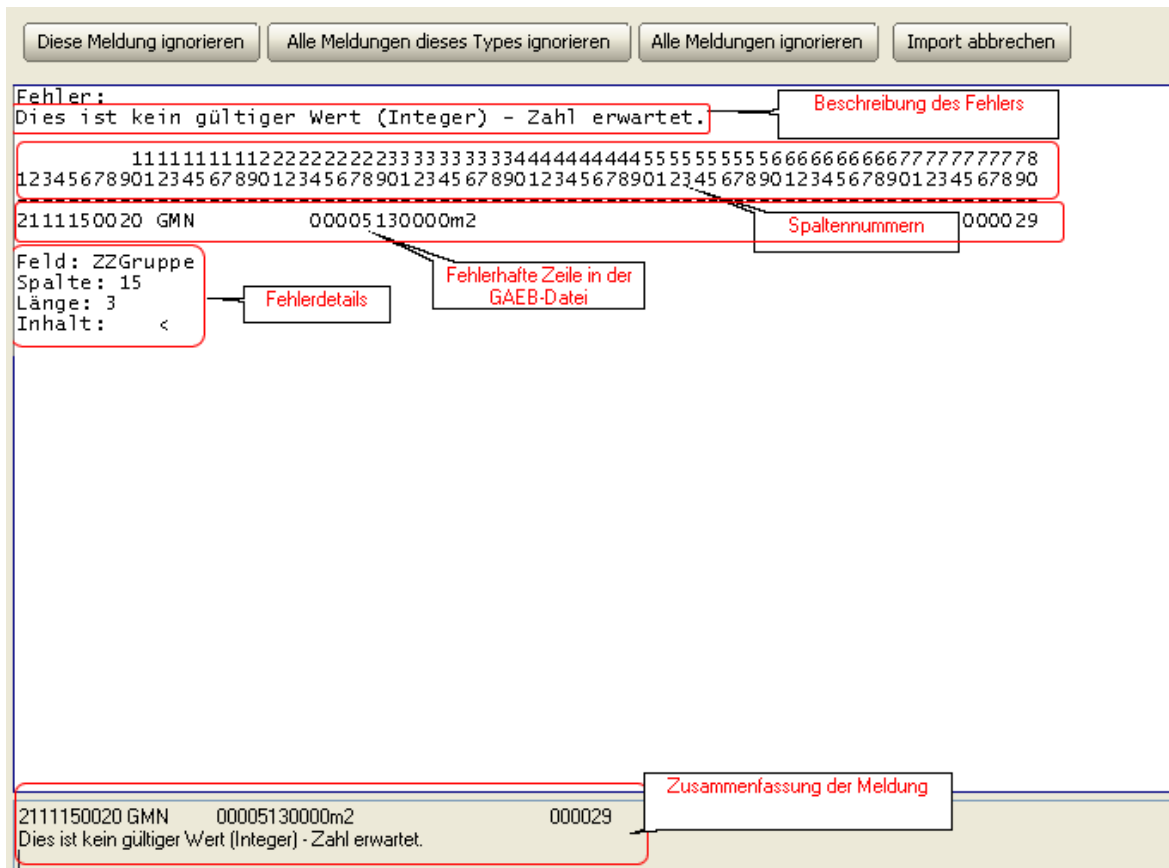 Diese Meldung ignorieren Alle Meldungen dieses Types ignorieren Alle Meldungen ignorieren Import abbrechen
Fehler:
Beschreibung des Fehlers
Dies ist kein gültiger Wert (Integer) - Zahl erwartet.
11111111112222222222333333333344444444445555555555666666666677777777778
12345678901234567890123456789012345678901234567890123456789012345678901234567890
2111150020 GMN 00005130000m2 000029
Spaltennummern
Feld: ZZGruppe
Spalte: 15
Länge: 3
Inhalt: <
Fehlerdetails
Fehlerhafte Zeile in der
GAEB-Datei
Zusammenfassung der Meldung
2111150020 GMN 00005130000m2 000029
Dies ist kein gültiger Wert (Integer) - Zahl erwartet.